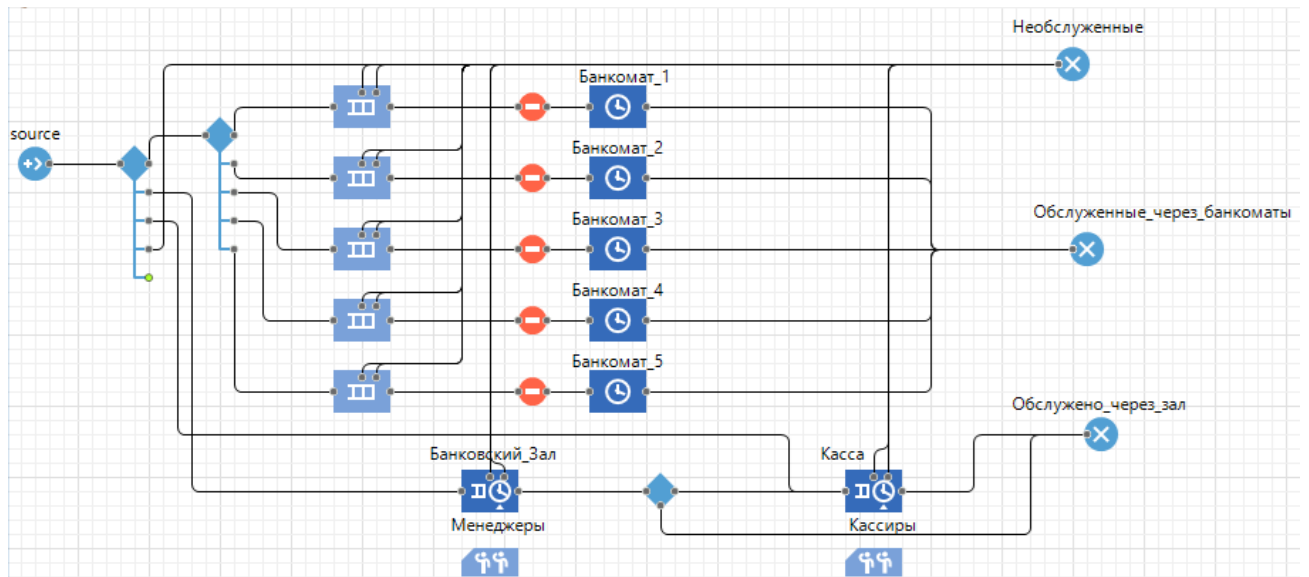 Необслуженные
Банкомат_1
source
Банкомат_2
Банкомат_3
Обслуженные_через_банкоматы
Банкомат_4
Банкомат_5
Обслужено_через_зал
Банковский_Зал
Касса
Менеджеры
Кассиры